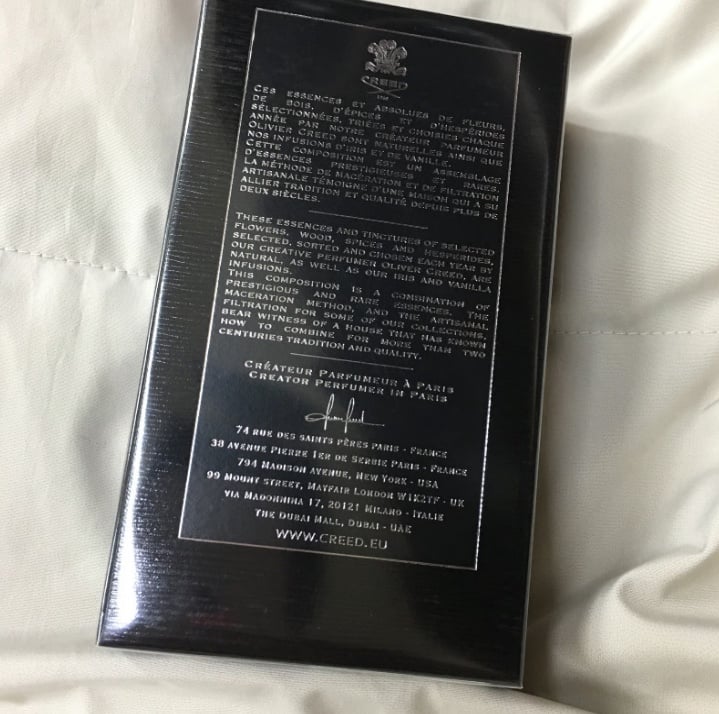 CREED
CES ESSENCES ET ABSOLUES DE FLEURS,
DE BOIS, D'ÉPICES ET D'HESPÉRIDES
SÉLECTIONNÉES, TRIÉES ET CHOISIES CHAQUE
ANNÉE PAR NOTRE CRÉATEUR PARFUMEUR
OLIVIER CREED SONT NATURELLES AINSI QUE
NOS INFUSIONS D'IRIS ET DE VANILLE.
CETTE COMPOSITION EST UN ASSEMBLAGE
D'ESSENCES PRESTIGIEUSES ET RARES.
LA MÉTHODE DE MACÉRATION ET DE FILTRATION
ARTISANALE TÉMOIGNE D'UNE MAISON QUI A SU
ALLIER TRADITION ET QUALITÉ DEPUIS PLUS DE
DEUX SIÈCLES.
THESE ESSENCES AND TINCTURES OF SELECTED
FLOWERS, WOOD, SPICES AND HESPERIDES,
SELECTED, SORTED AND CHOSEN EACH YEAR BY
OUR CREATIVE PERFUMER OLIVER CREED, ARE
NATURAL, AS WELL AS OUR IRIS AND VANILLA
INFUSIONS.
THIS COMPOSITION IS A COMBINATION OF
PRESTIGIOUS AND RARE ESSENCES. THE
MACERATION METHOD, AND THE ARTISANAL
FILTRATION FOR SOME OF OUR COLLECTIONS,
BEAR WITNESS OF A HOUSE THAT HAS KNOWN
HOW TO COMBINE FOR MORE THAN TWO
CENTURIES TRADITION AND QUALITY.
CRÉATEUR PARFUMEUR À PARIS
CREATOR PERFUMER IN PARIS
74 RUE DES SAINTS PÈRES PARIS - FRANCE
38 AVENUE PIERRE 1ER DE SERBIE PARIS - FRANCE
794 MADISON AVENUE, NEW YORK - USA
99 MOUNT STREET, MAYFAIR LONDON W1K2TF - UK
VIA MADONNINA 17, 20121 MILANO - ITALIE
THE DUBAI MALL, DUBAI - UAE
WWW.CREED.EU